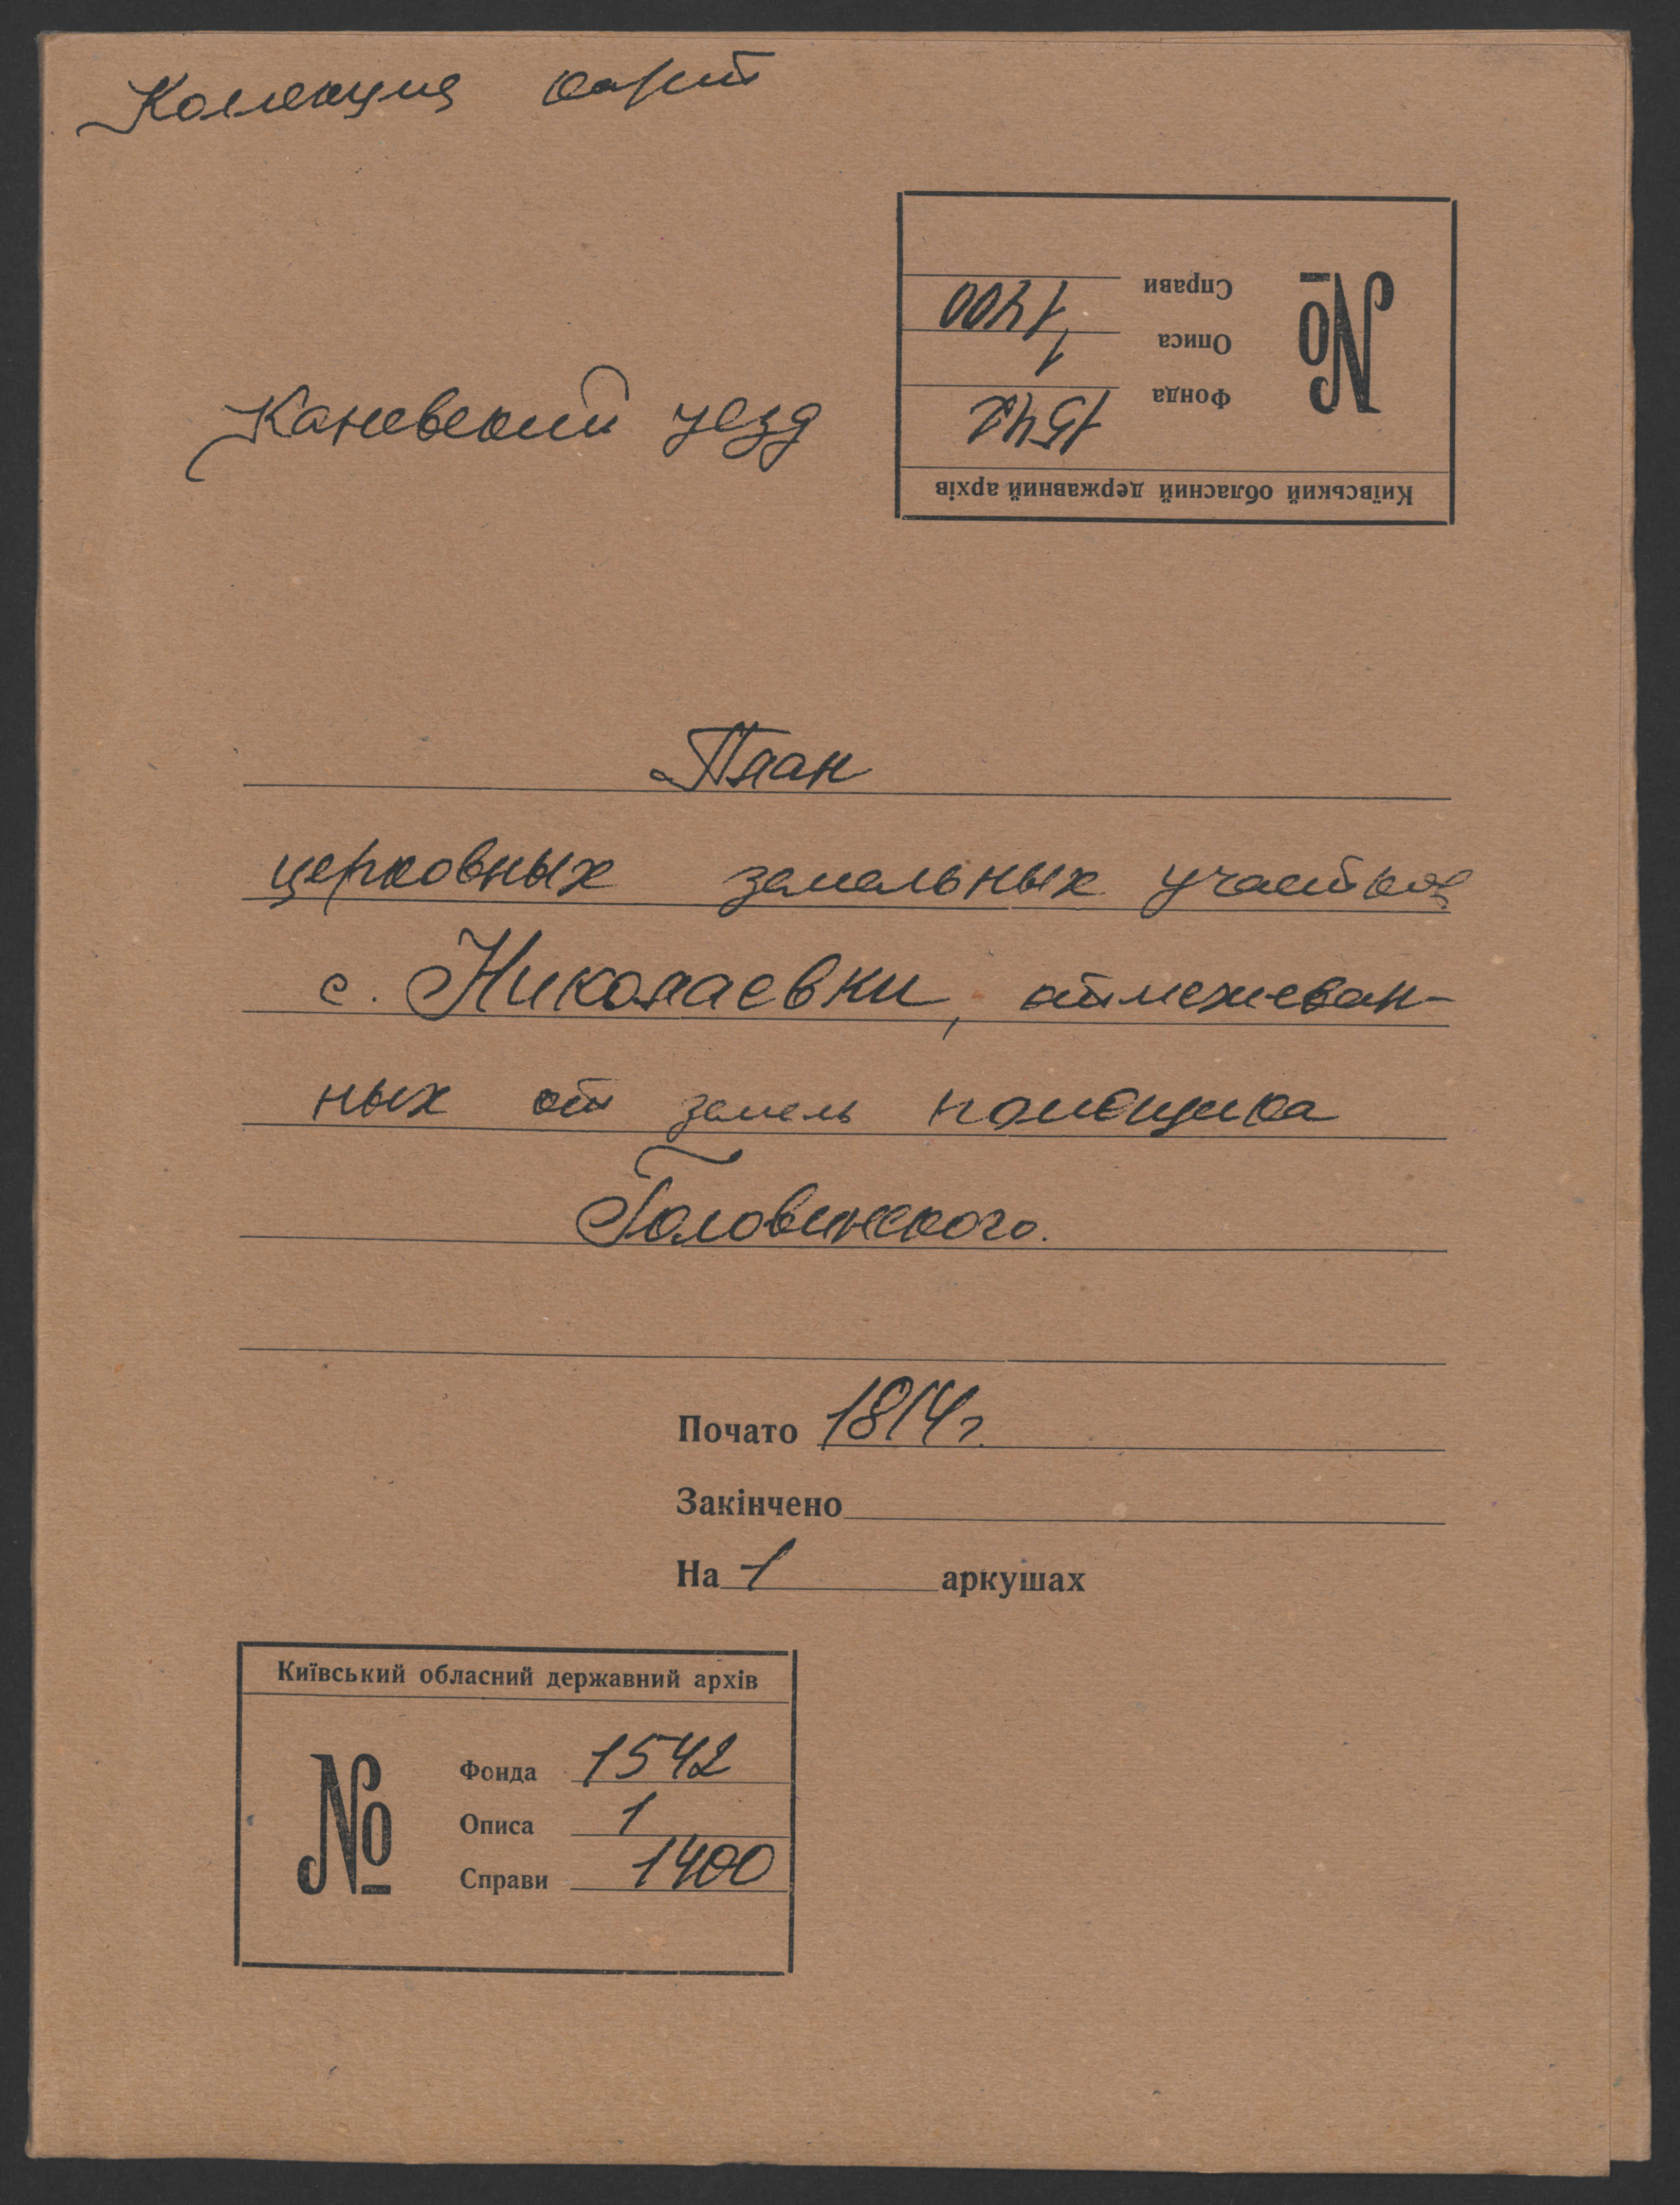 Коллекция карт
Київський обласний державний архів
№
Фонда 1542
Описа 1
Справи 1400
Каневский уезд
План
церковных земельных участков
с. Николаевки, отмежеван-
ных от земель помещика
Головинского.
Почато 1814 г.
Закінчено
На 1 аркушах
Київський обласний державний архів
№
Фонда 1542
Описа 1
Справи 1400